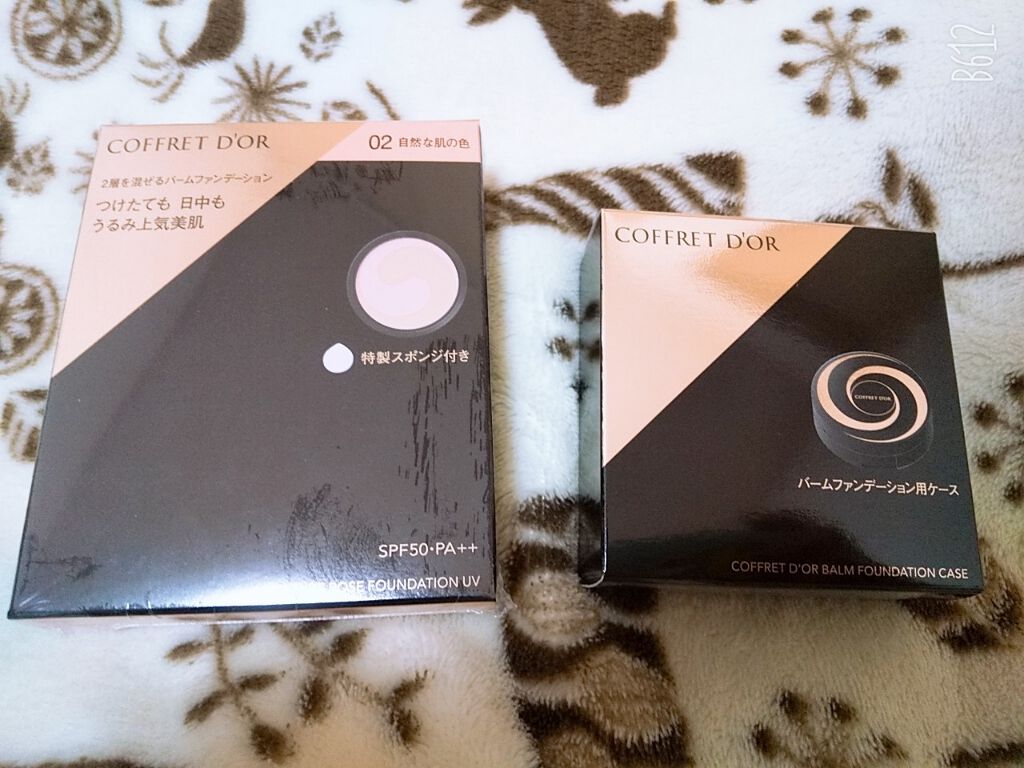 COFFRET D'OR
02 自然な肌の色
2層を混ぜるバームファンデーション
つけたても 日中も
うるみ上気美肌
特製スポンジ付き
SPF50・PA++
ROSE FOUNDATION UV
COFFRET D'OR
COFFRET D'OR
バームファンデーション用ケース
COFFRET D'OR BALM FOUNDATION CASE
B612